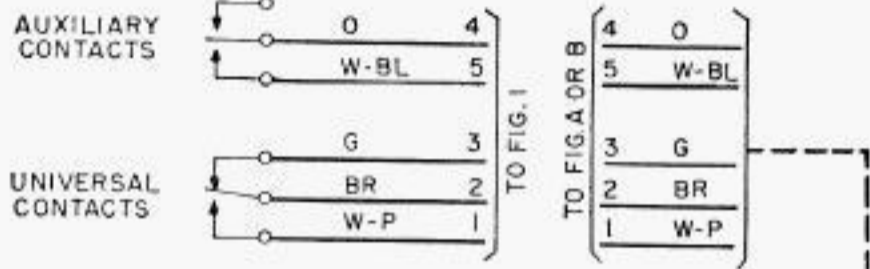 AUXILIARY
CONTACTS
O 4
W-BL 5
UNIVERSAL
CONTACTS
G 3
BR 2
W-P 1
TO FIG. 1
TO FIG. A OR B
4 O
5 W-BL
3 G
2 BR
1 W-P